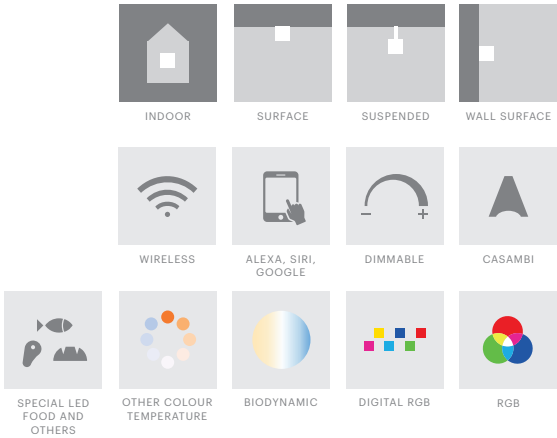 INDOOR
SURFACE
SUSPENDED
WALL SURFACE
WIRELESS
ALEXA, SIRI,
GOOGLE
DIMMABLE
CASAMBI
SPECIAL LED
FOOD AND
OTHERS
OTHER COLOUR
TEMPERATURE
BIODYNAMIC
DIGITAL RGB
RGB